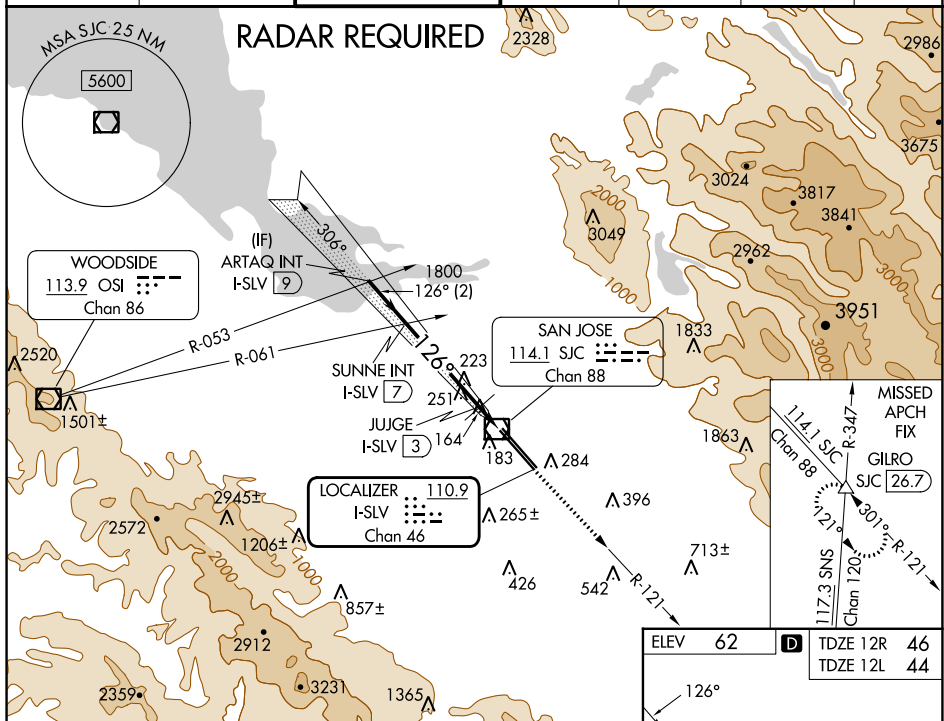 MSA SJC 25 NM
5600
RADAR REQUIRED
2328
2986
3675
3024
3817
3841
2000
3049
2962
1000
3000
3951
3000
306°
(IF)
ARTAQ INT
I-SLV 9
1800
126° (2)
WOODSIDE
113.9 OSI
Chan 86
R-053
R-061
126°
SUNNE INT
I-SLV 7
SAN JOSE
114.1 SJC
Chan 88
1833
2520
1501±
223
251
JUJGE
I-SLV 3
164
183
284
1863
MISSED
APCH
FIX
R-347
114.1 SJC
Chan 88
GILRO
SJC 26.7
301°
121°
R-121
117.3 SNS
Chan 120
LOCALIZER 110.9
I-SLV
Chan 46
265±
396
2945±
2572
1206±
1000
2000
426
542
713±
R-121
857±
2912
2359
3231
1365
ELEV 62
D
TDZE 12R 46
TDZE 12L 44
126°